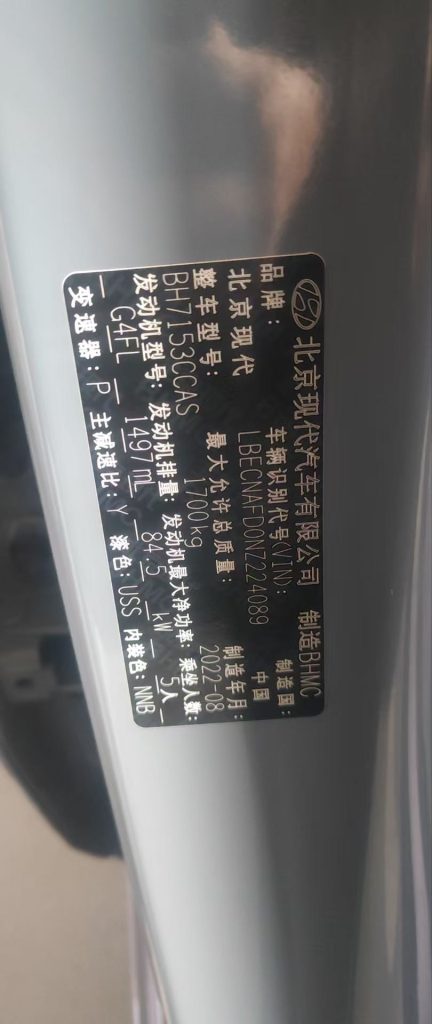 北京现代汽车有限公司 制造BHMC
品牌： 车辆识别代号(VIN)： 制造国：
北京现代 LBECNAFD0NZ224089 中国
整车型号： 最大允许总质量： 制造年月：
BH7153CCAS 1700kg 2022-08
发动机型号： 发动机排量： 发动机最大净功率： 乘坐人数：
G4FL 1497mL 84.5 kW 5人
变速器：P 主减速比：Y 漆色：USS 内装色：NNB